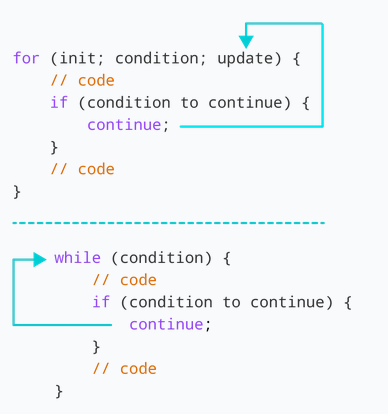 for (init; condition; update) {
// code
if (condition to continue) {
continue;
}
// code
}
while (condition) {
// code
if (condition to continue) {
continue;
}
// code
}